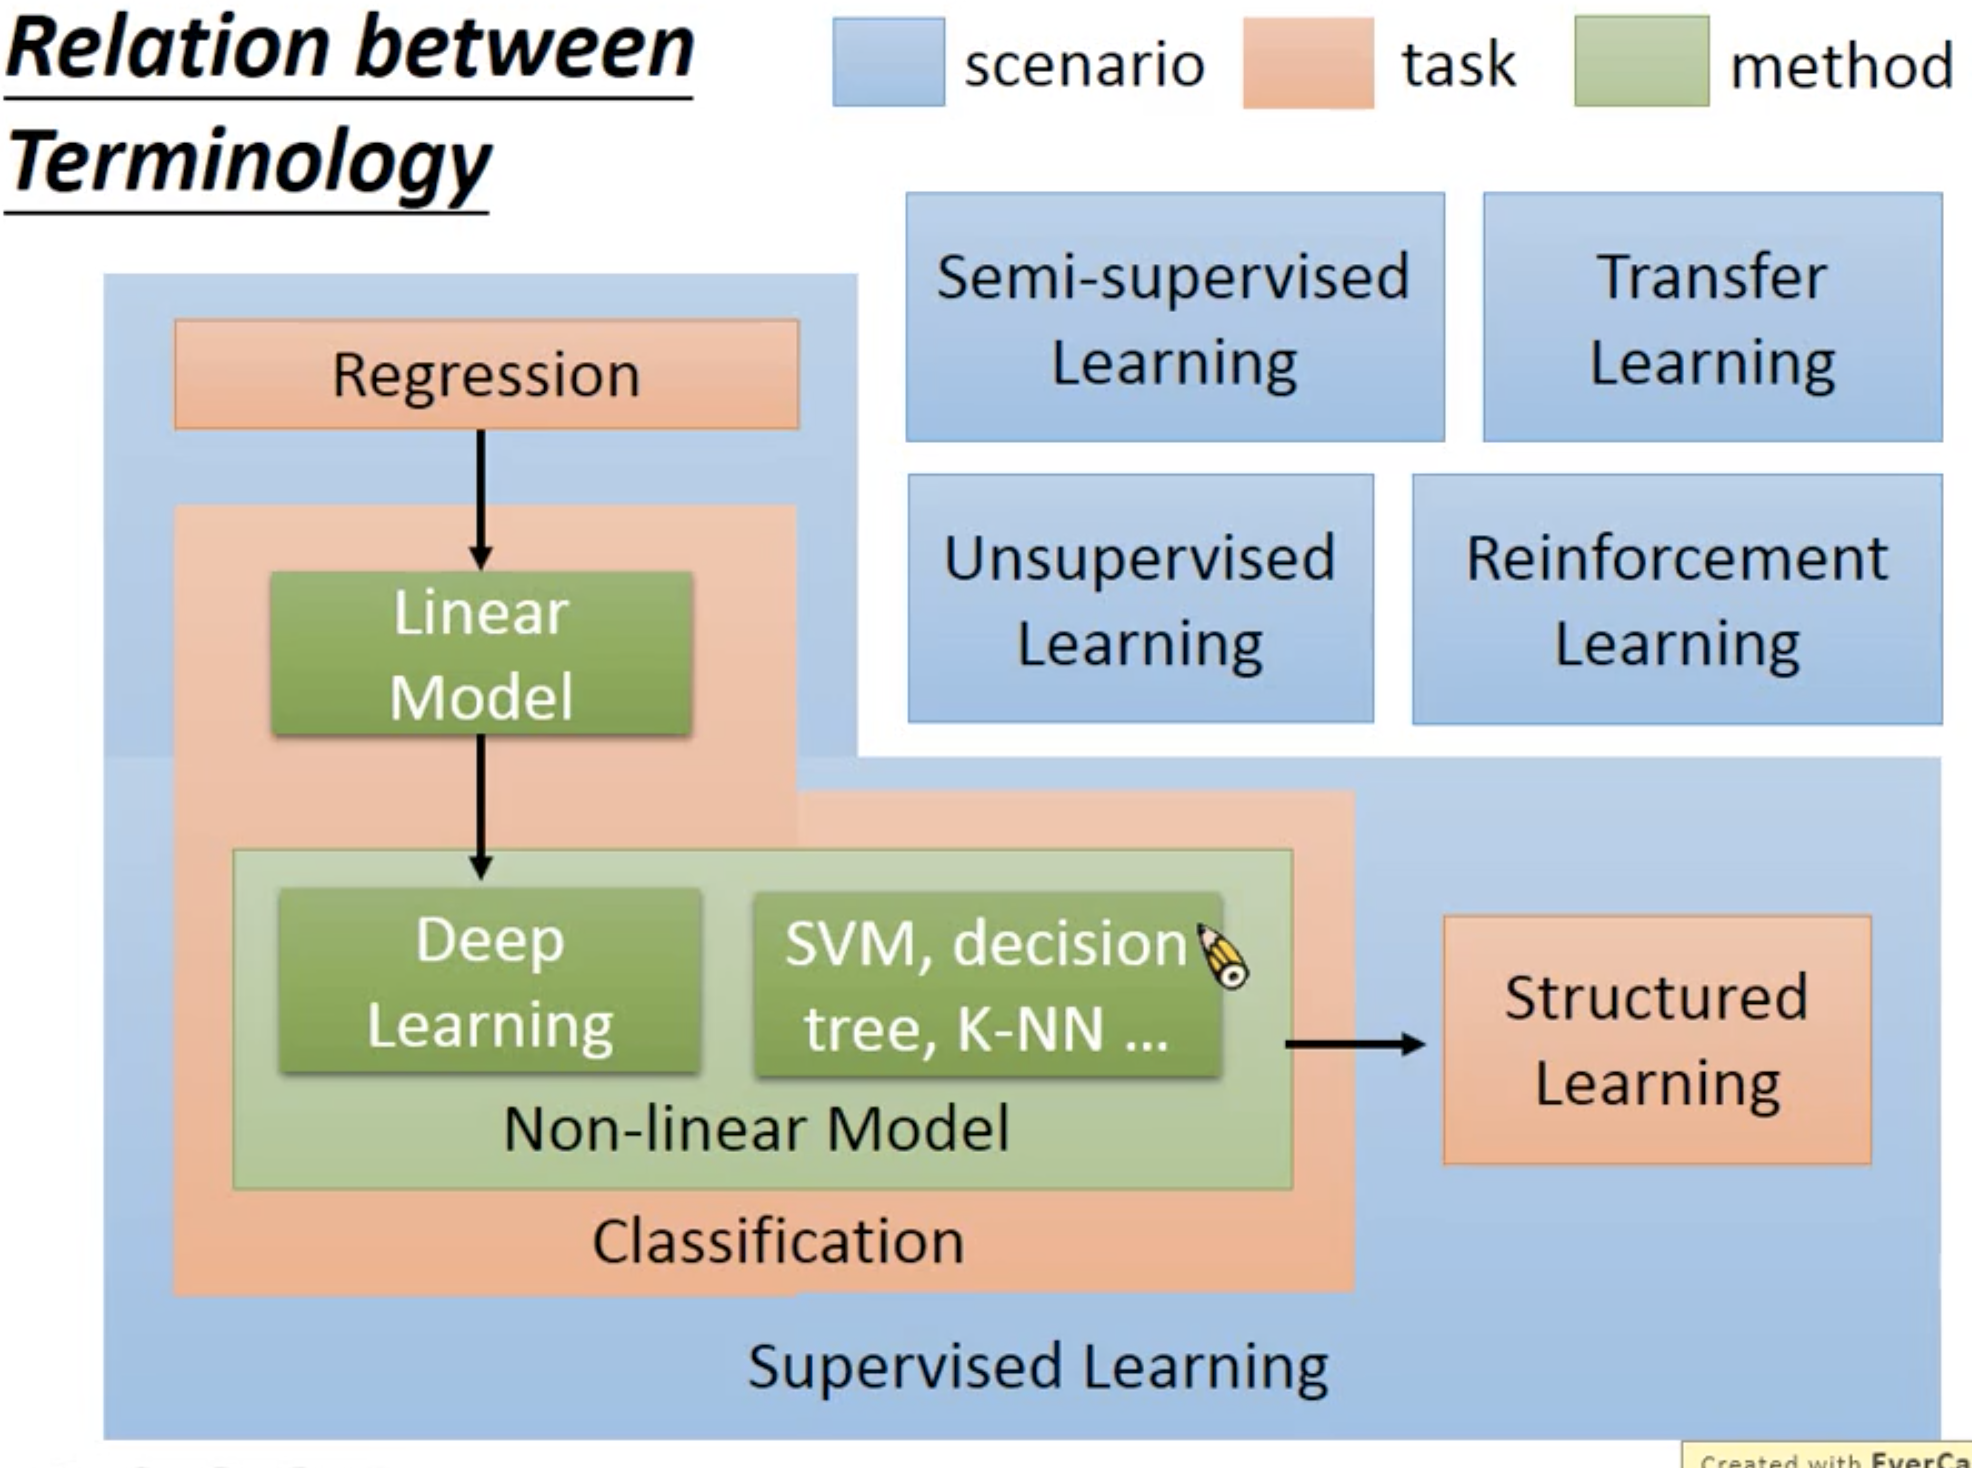 Relation between
Terminology
scenario
task
method
Semi-supervised
Learning
Transfer
Learning
Regression
Unsupervised
Learning
Reinforcement
Learning
Linear
Model
Deep
Learning
SVM, decision
tree, K-NN ...
Non-linear Model
Classification
Structured
Learning
Supervised Learning
Created with EverCa